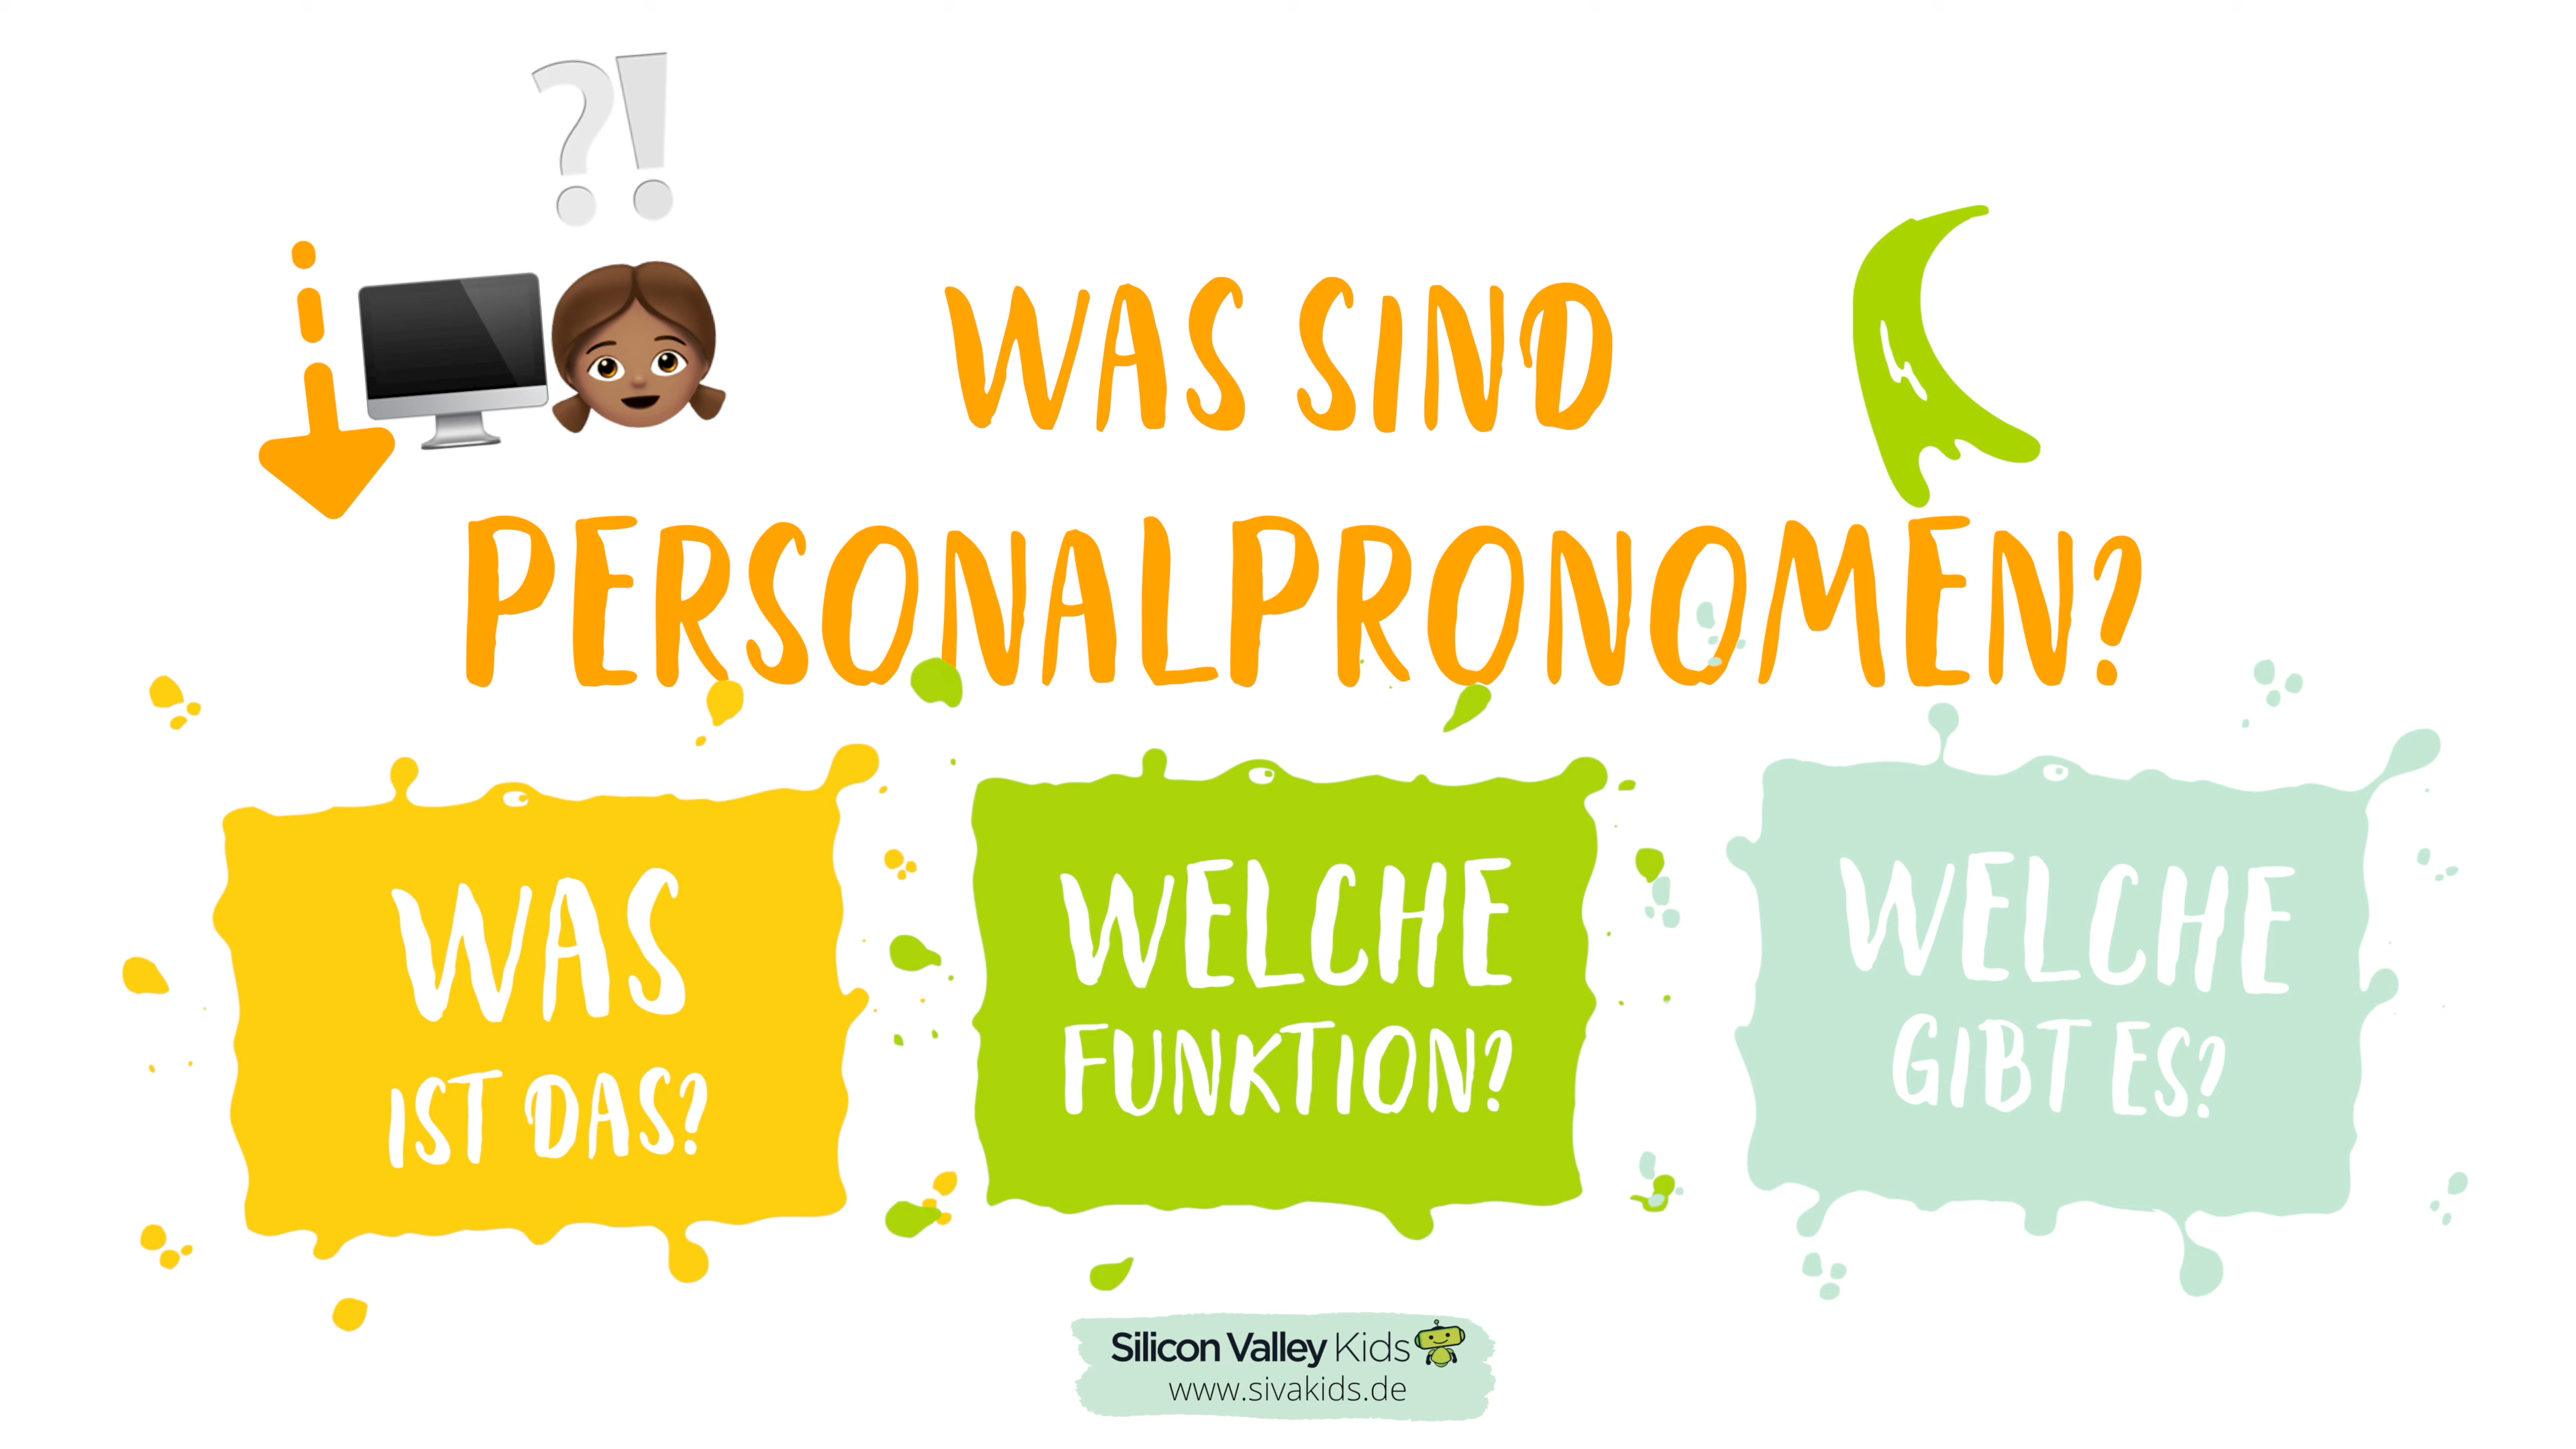 ?!
WAS SIND
PERSONALPRONOMEN?
WAS
IST DAS?
WELCHE
FUNKTION?
WELCHE
GIBT ES?
Silicon Valley Kids
www.sivakids.de